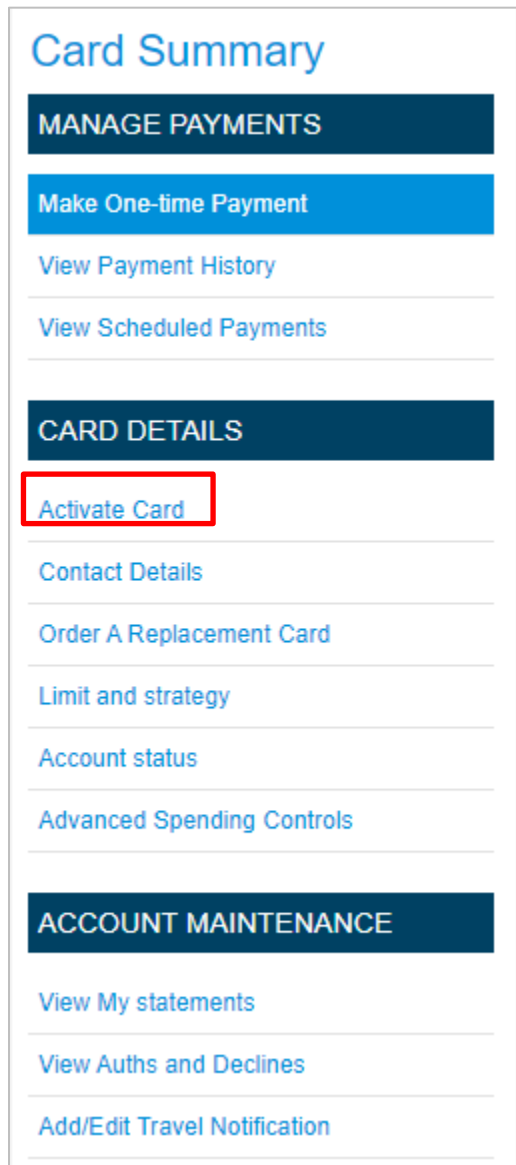 Card Summary
MANAGE PAYMENTS
Make One-time Payment
View Payment History
View Scheduled Payments
CARD DETAILS
Activate Card
Contact Details
Order A Replacement Card
Limit and strategy
Account status
Advanced Spending Controls
ACCOUNT MAINTENANCE
View My statements
View Auths and Declines
Add/Edit Travel Notification